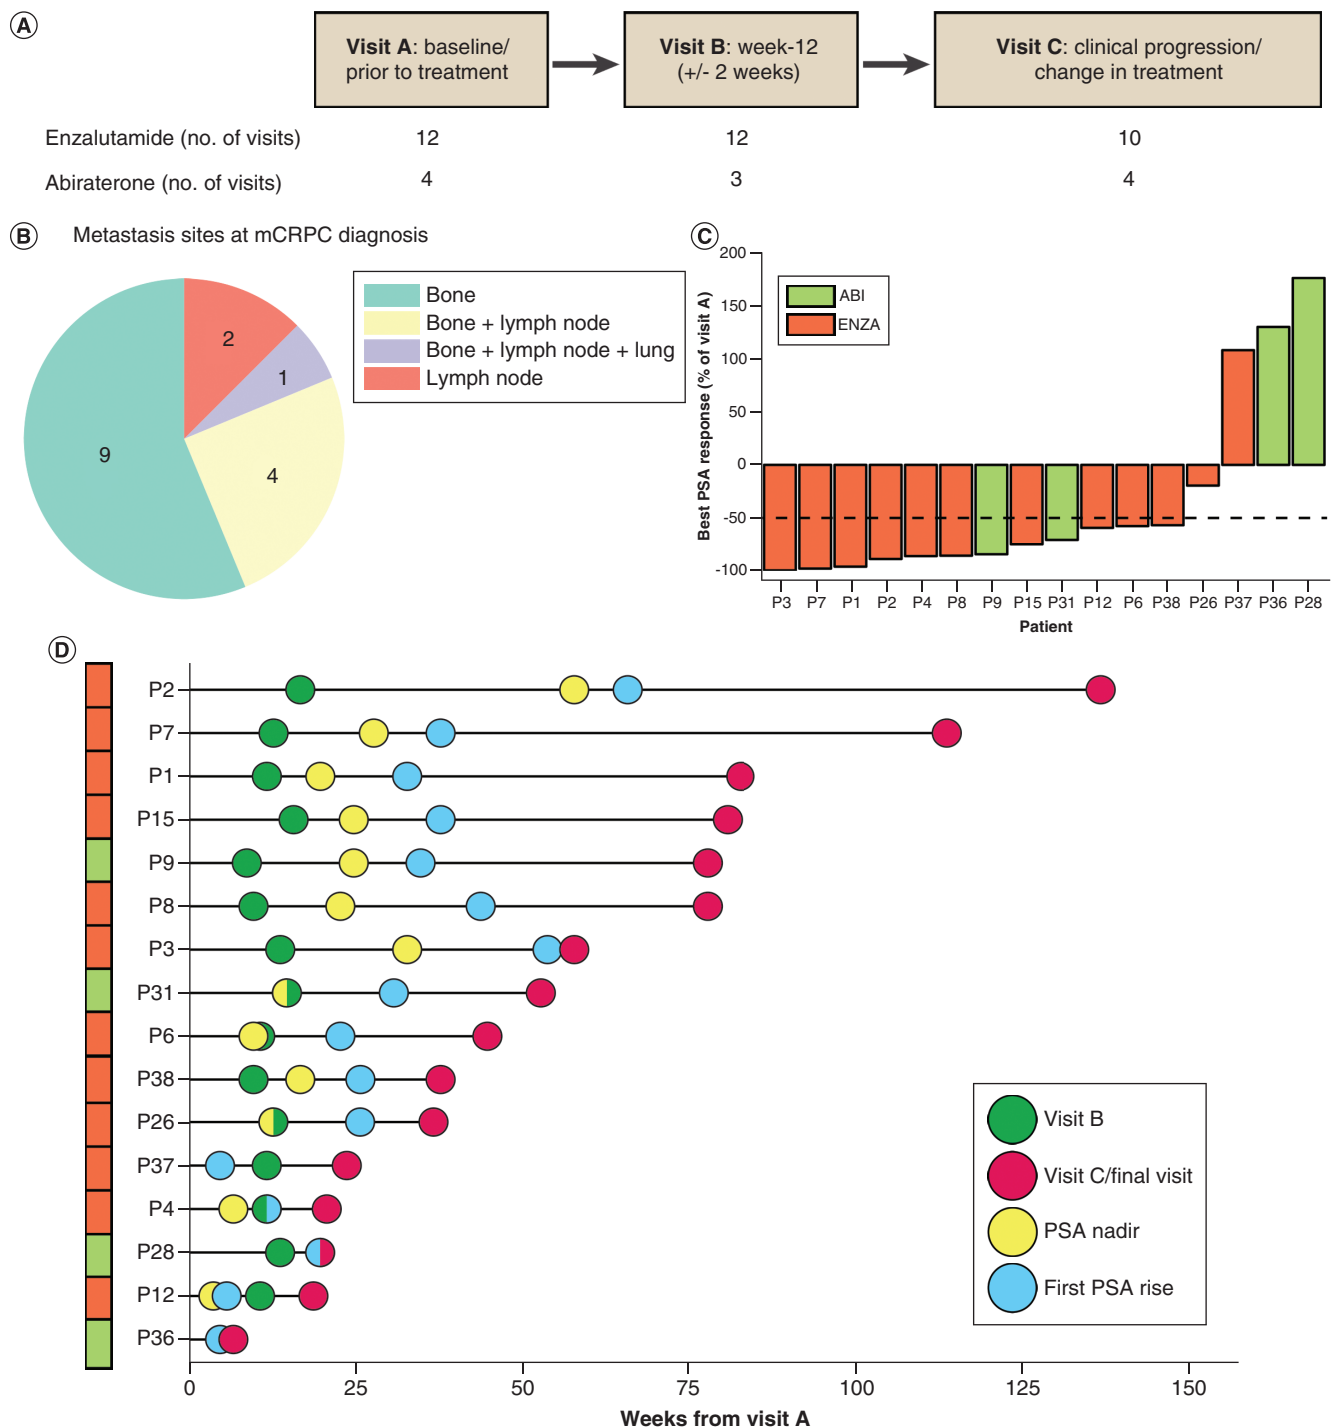 A
Visit A: baseline/
prior to treatment
Visit B: week-12
(+/- 2 weeks)
Visit C: clinical progression/
change in treatment
Enzalutamide (no. of visits) 12 12 10
Abiraterone (no. of visits) 4 3 4
B Metastasis sites at mCRPC diagnosis
2
1
9
4
Bone
Bone + lymph node
Bone + lymph node + lung
Lymph node
C
Best PSA response (% of visit A)
200
150
100
50
0
-50
-100
ABI
ENZA
P3 P7 P1 P2 P4 P8 P9 P15 P31 P12 P6 P38 P26 P37 P36 P28
Patient
D
P2
P7
P1
P15
P9
P8
P3
P31
P6
P38
P26
P37
P4
P28
P12
P36
Visit B
Visit C/final visit
PSA nadir
First PSA rise
0 25 50 75 100 125 150
Weeks from visit A